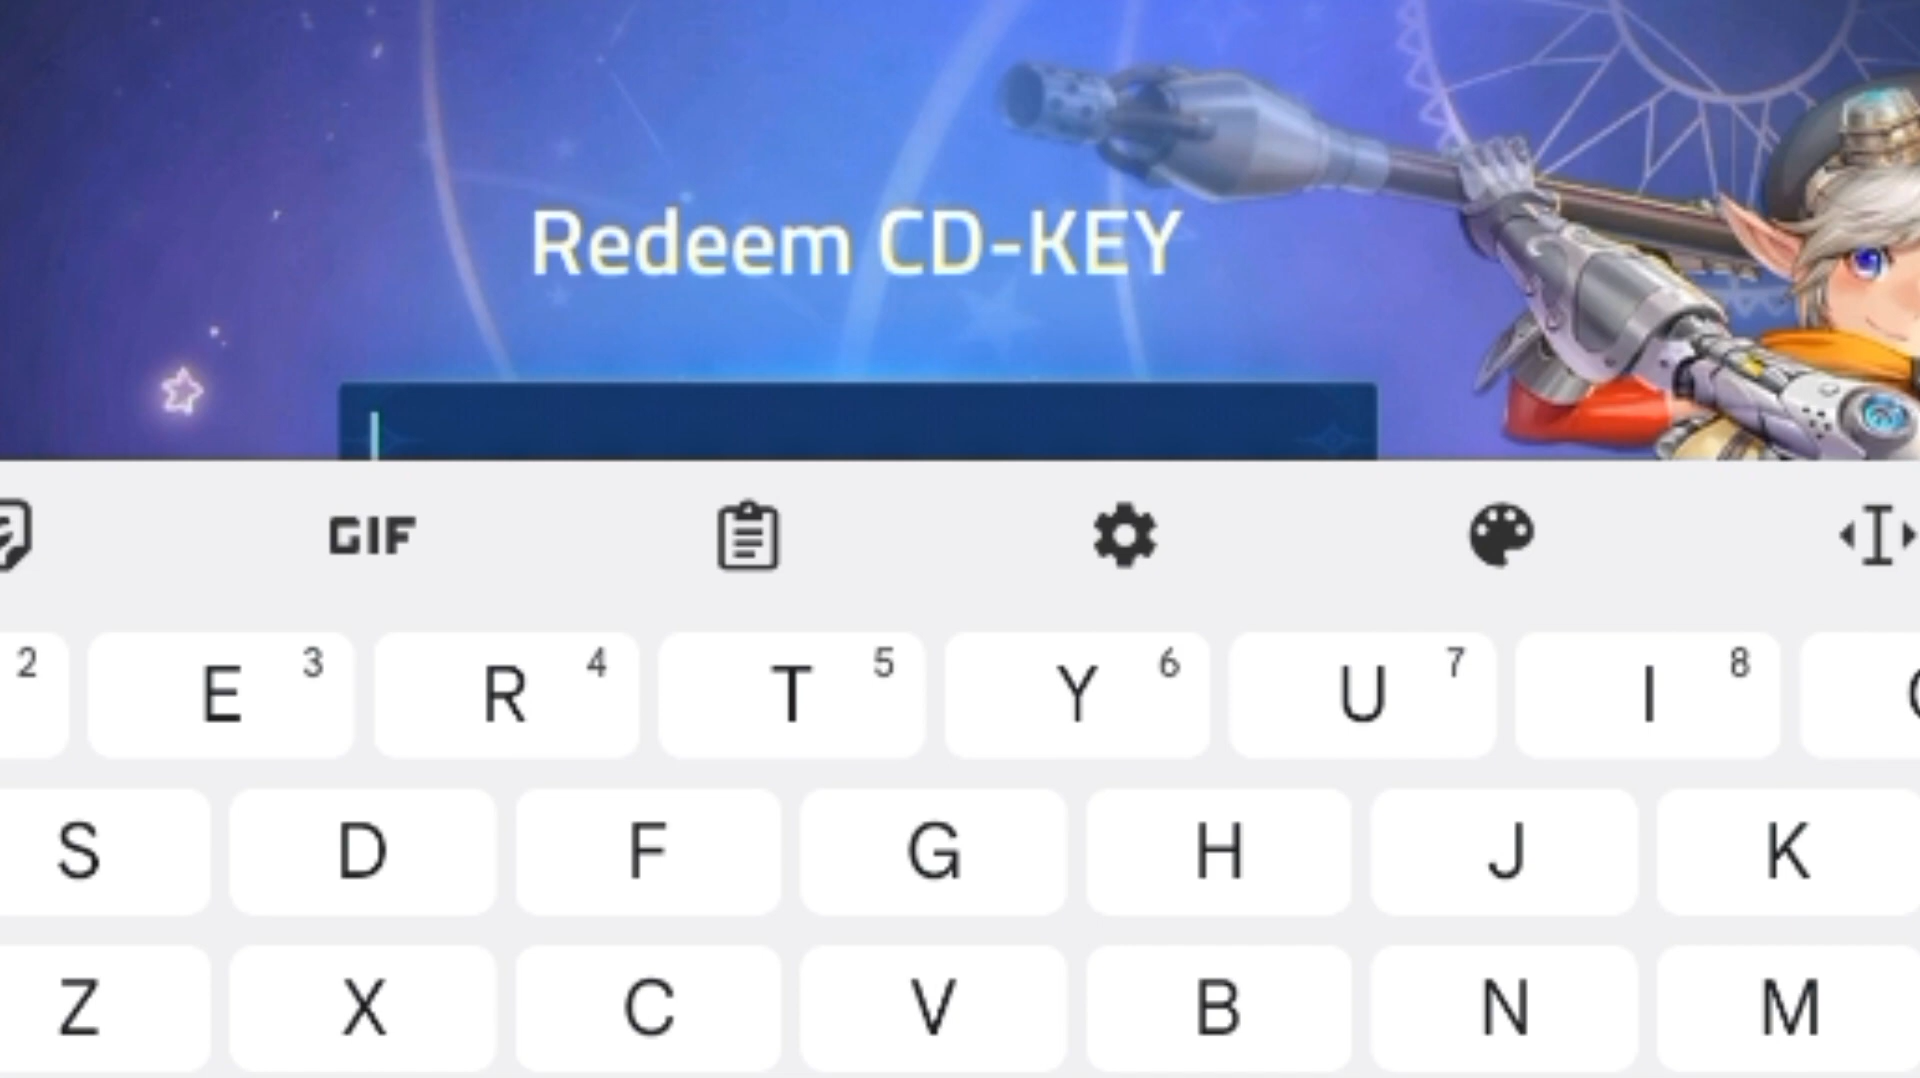 Redeem CD-KEY
GIF
2 E 3 R 4 T 5 Y 6 U 7 I 8
S D F G H J K
Z X C V B N M